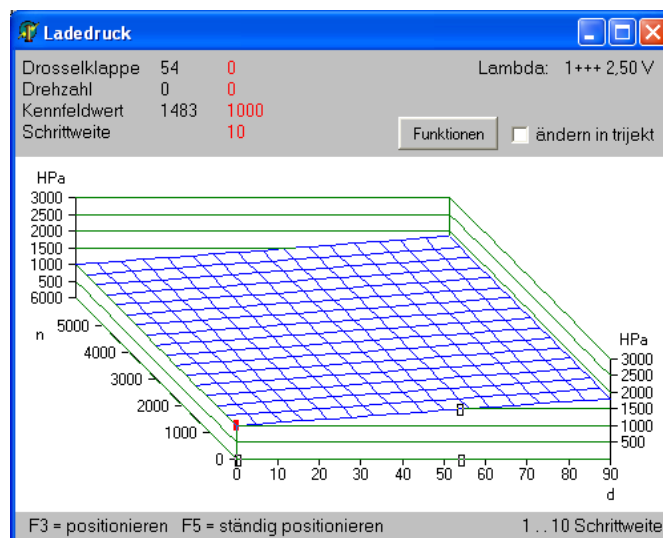 Ladedruck
Drosselklappe 54 0 Lambda: 1+++ 2,50 V
Drehzahl 0 0
Kennfeldwert 1483 1000
Schrittweite 10
Funktionen ändern in trijekt
HPa
3000
2500
2000
1500
1000
500
6000
5000
n
4000
3000
2000
1000
0
HPa
3000
2500
2000
1500
1000
500
0 10 20 30 40 50 60 70 80 90
d
F3 = positionieren F5 = ständig positionieren 1 . . 10 Schrittweite